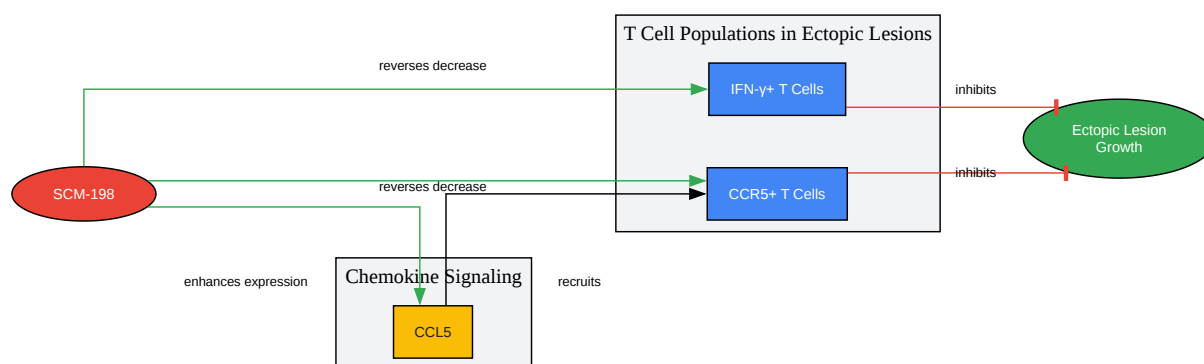 T Cell Populations in Ectopic Lesions
reverses decrease
IFN-γ+ T Cells
inhibits
Ectopic Lesion
Growth
SCM-198
reverses decrease
CCR5+ T Cells
inhibits
enhances expression
Chemokine Signaling
recruits
CCL5